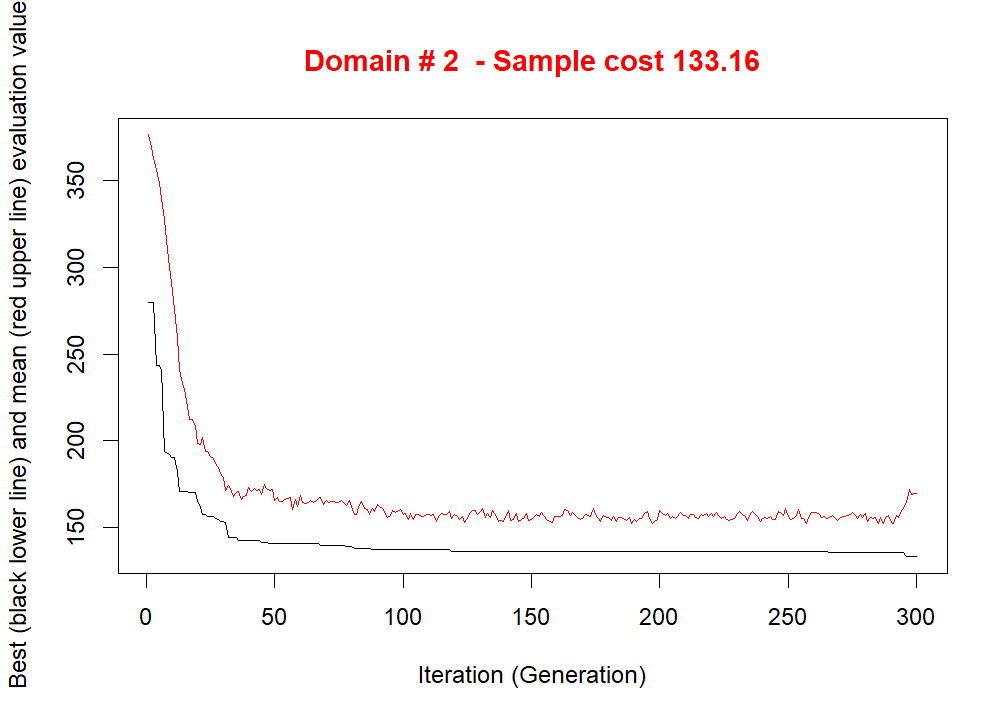 Domain # 2  - Sample cost 133.16
Best (black lower line) and mean (red upper line) evaluation value
350
300
250
200
150
0 50 100 150 200 250 300
Iteration (Generation)